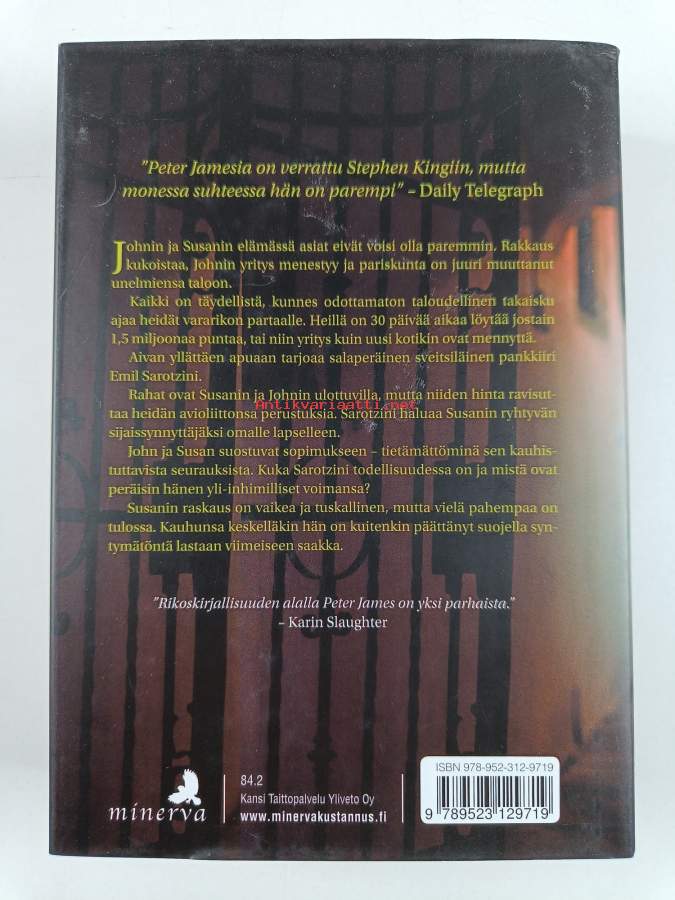 "Peter Jamesia on verrattu Stephen Kingiin, mutta
monessa suhteessa hän on parempi" – Daily Telegraph
Johnin ja Susanin elämässä asiat eivät voisi olla paremmin. Rakkaus
kukoistaa, Johnin yritys menestyy ja pariskunta on juuri muuttanut
unelmiensa taloon.
Kaikki on täydellistä, kunnes odottamaton taloudellinen takaisku
ajaa heidät vararikon partaalle. Heillä on 30 päivää aikaa löytää jostain
1,5 miljoonaa puntaa, tai niin yritys kuin uusi kotikin ovat mennyttä.
Aivan yllättäen apuaan tarjoaa salaperäinen sveitsiläinen pankkiiri
Emil Sarotzini.
Rahat ovat Susanin ja Johnin ulottuvilla, mutta niiden hinta ravisut-
Antikvariaatti.net
taa heidän avioliittonsa perustuksia. Sarotzini haluaa Susanin ryhtyvän
sijaissynnyttäjäksi omalle lapselleen.
John ja Susan suostuvat sopimukseen – tietämättöminä sen kauhis-
tuttavista seurauksista. Kuka Sarotzini todellisuudessa on ja mistä ovat
peräisin hänen yli-inhimilliset voimansa?
Susanin raskaus on vaikea ja tuskallinen, mutta vielä pahempaa on
tulossa. Kauhunsa keskelläkin hän on kuitenkin päättänyt suojella syn-
tymätöntä lastaan viimeiseen saakka.
"Rikoskirjallisuuden alalla Peter James on yksi parhaista."
– Karin Slaughter
minerva
84.2
Kansi Taittopalvelu Yliveto Oy
www.minervakustannus.fi
ISBN 978-952-312-9719
9 789523 129719